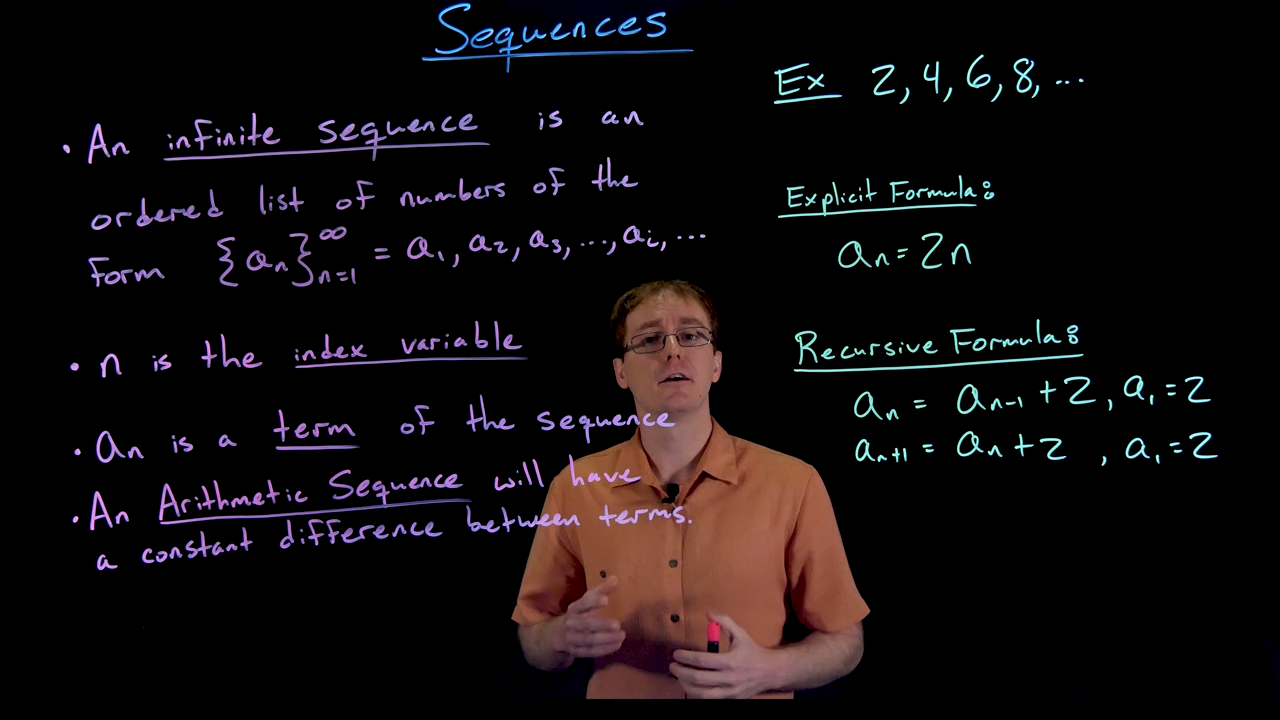 Sequences
• An infinite sequence is an
ordered list of numbers of the
form {aₙ}ₙ₌₁^∞ = a₁, a₂, a₃, ..., aᵢ, ...
• n is the index variable
• aₙ is a term of the sequence
• An Arithmetic Sequence will have
a constant difference between terms.
Ex 2, 4, 6, 8, ...
Explicit Formula:
aₙ = 2n
Recursive Formula:
aₙ = aₙ₋₁ + 2, a₁ = 2
aₙ₊₁ = aₙ + 2, a₁ = 2